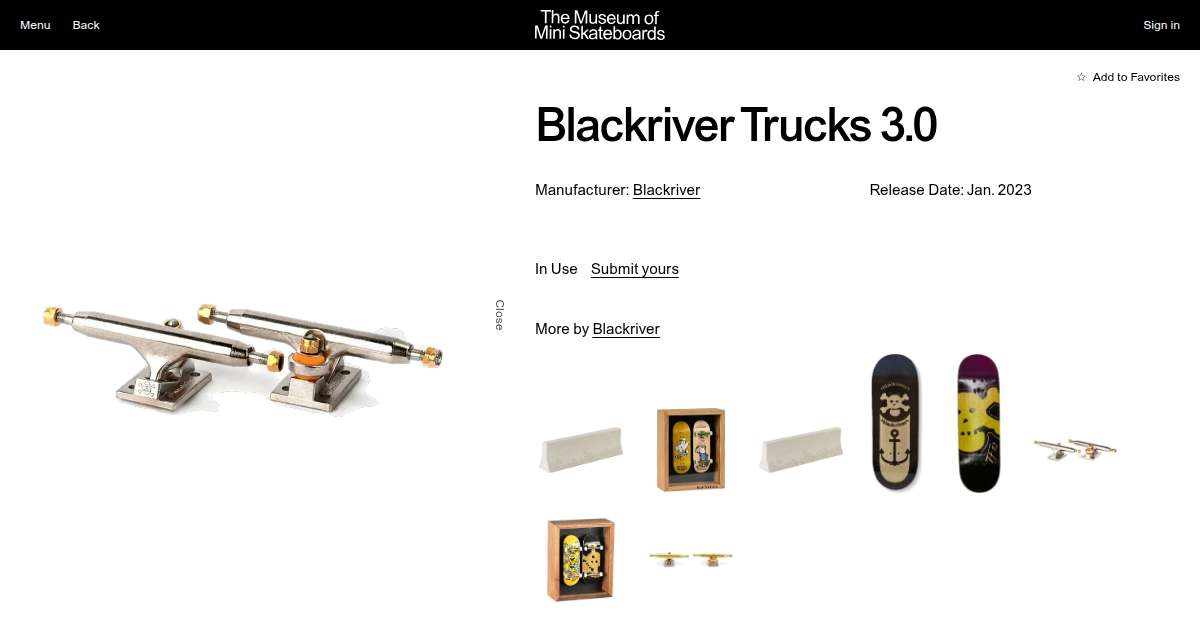 Menu
Back
The Museum of
Mini Skateboards
Sign in
☆ Add to Favorites
Blackriver Trucks 3.0
Manufacturer: Blackriver
Release Date: Jan. 2023
In Use Submit yours
Close
More by Blackriver